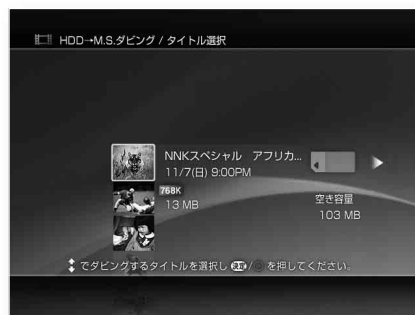 HDD→M.S.ダビング / タイトル選択
NNKスペシャル　アフリカ...
11/7(日) 9:00PM
768K
13 MB
空き容量
103 MB
でダビングするタイトルを選択し 決定/○ を押してください。